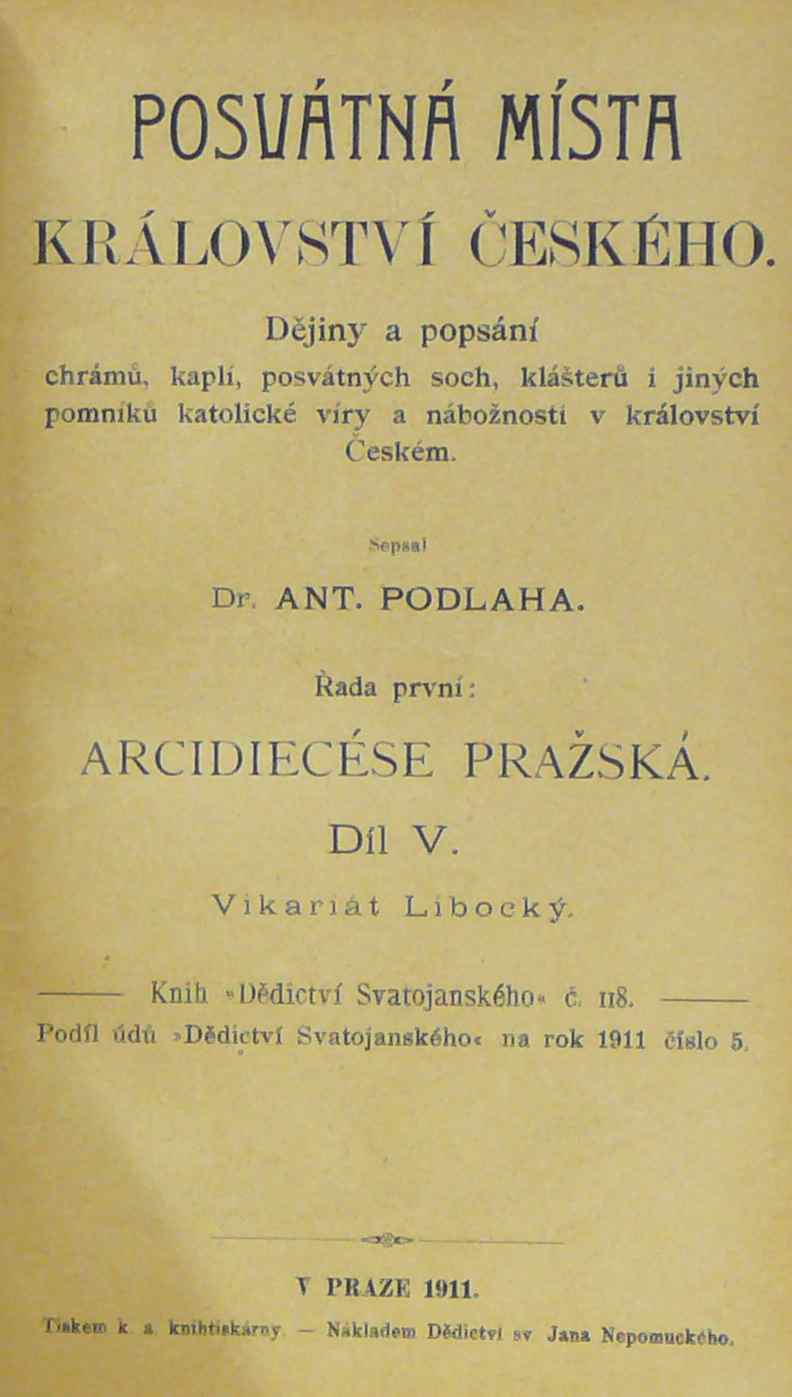 POSVÁTNÁ MÍSTA
KRÁLOVSTVÍ ČESKÉHO.
Dějiny a popsání
chrámů, kaplí, posvátných soch, klášterů i jiných
pomníků katolické víry a nábožnosti v království
Českém.
Sepsal
Dr. ANT. PODLAHA.
Řada první:
ARCIDIECÉSE PRAŽSKÁ.
Díl V.
Vikariát Libocký.
Knih »Dědictví Svatojanského« č. 118.
Podíl údů »Dědictví Svatojanského« na rok 1911 číslo 5.
V PRAZE 1911.
Tiskem k a knihtiskárny — Nákladem Dědictví sv Jana Nepomuckého.